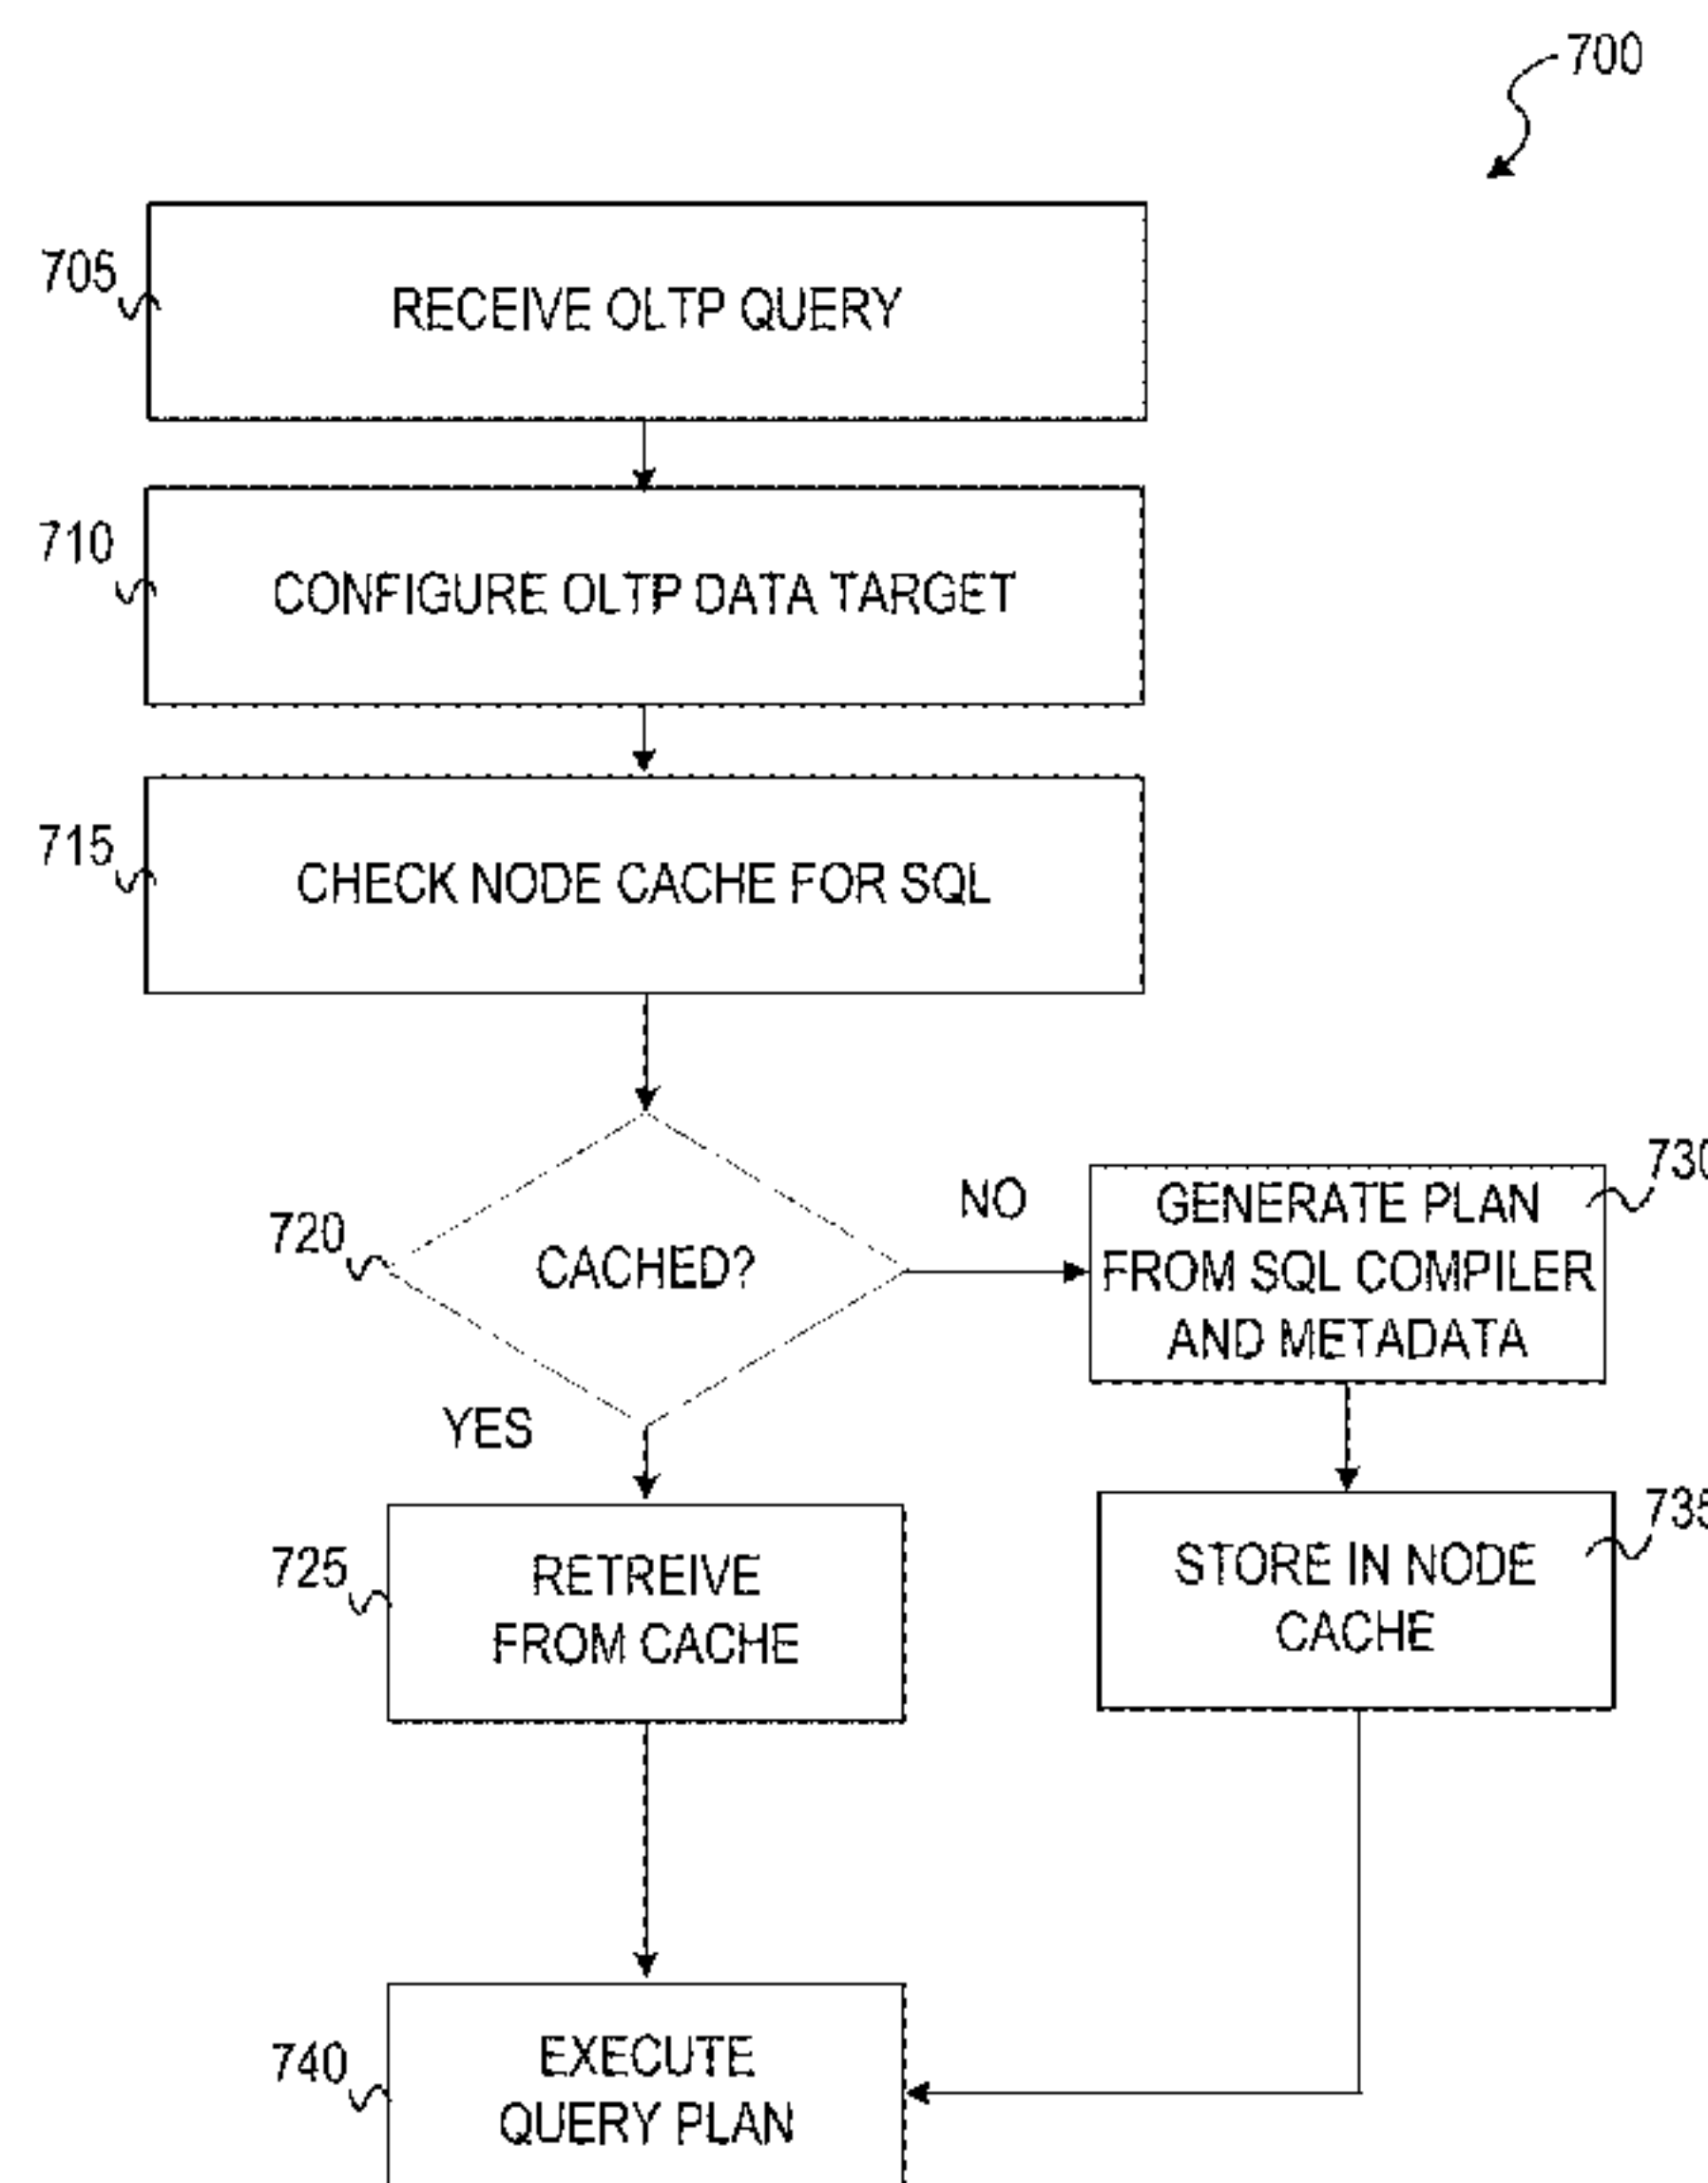 700
705
RECEIVE OLTP QUERY
710
CONFIGURE OLTP DATA TARGET
715
CHECK NODE CACHE FOR SQL
720
CACHED?
NO
730
GENERATE PLAN
FROM SQL COMPILER
AND METADATA
YES
725
RETREIVE
FROM CACHE
735
STORE IN NODE
CACHE
740
EXECUTE
QUERY PLAN